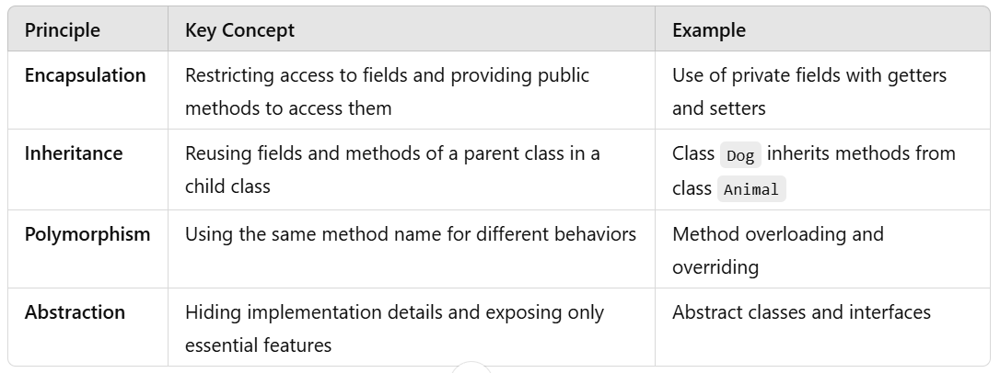 Principle Key Concept Example
Encapsulation Restricting access to fields and providing public Use of private fields with getters
methods to access them and setters
Inheritance Reusing fields and methods of a parent class in a Class Dog inherits methods from
child class class Animal
Polymorphism Using the same method name for different behaviors Method overloading and
overriding
Abstraction Hiding implementation details and exposing only Abstract classes and interfaces
essential features